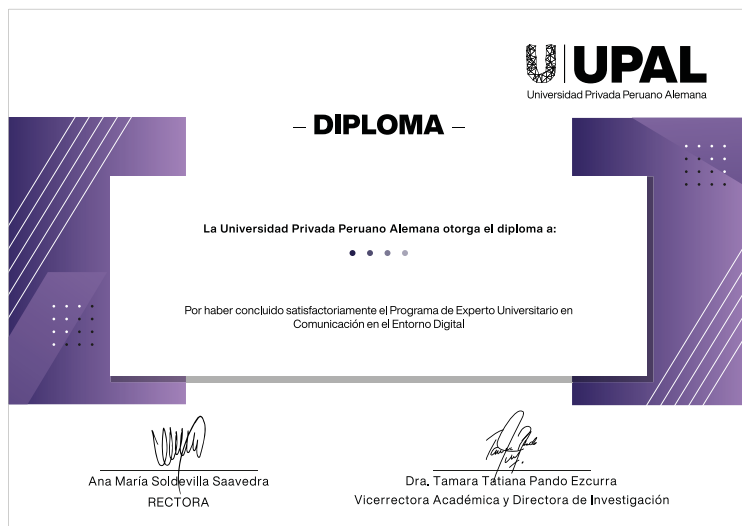 UPAL
Universidad Privada Peruano Alemana
– DIPLOMA –
La Universidad Privada Peruano Alemana otorga el diploma a:
Por haber concluido satisfactoriamente el Programa de Experto Universitario en
Comunicación en el Entorno Digital
Ana María Soldevilla Saavedra
RECTORA
Dra. Tamara Tatiana Pando Ezcurra
Vicerrectora Académica y Directora de Investigación